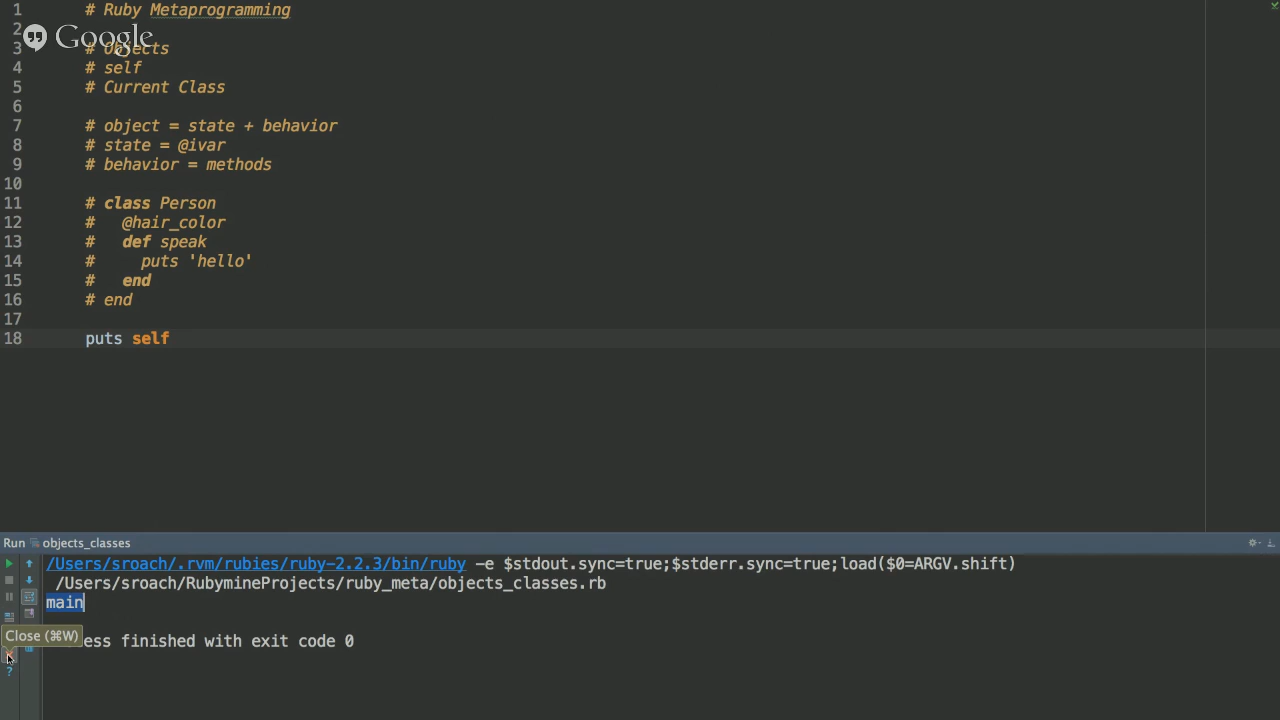 1 # Ruby Metaprogramming
2
Google
3 # Objects
4 # self
5 # Current Class
6
7 # object = state + behavior
8 # state = @ivar
9 # behavior = methods
10
11 # class Person
12 #   @hair_color
13 #   def speak
14 #     puts 'hello'
15 #   end
16 # end
17
18 puts self
Run objects_classes
/Users/sroach/.rvm/rubies/ruby-2.2.3/bin/ruby -e $stdout.sync=true;$stderr.sync=true;load($0=ARGV.shift)
/Users/sroach/RubymineProjects/ruby_meta/objects_classes.rb
main
Close (⌘W)
ess finished with exit code 0
?